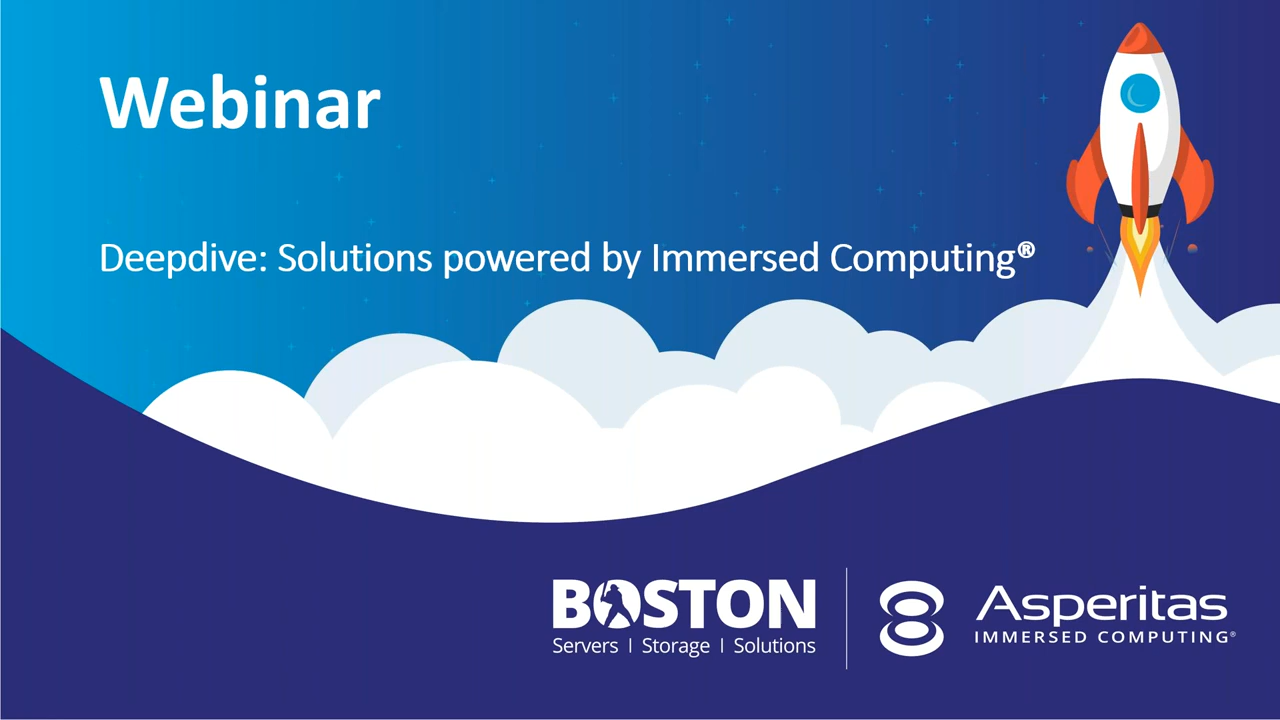 Webinar
Deepdive: Solutions powered by Immersed Computing®
BOSTON
Servers | Storage | Solutions
Asperitas
IMMERSED COMPUTING®